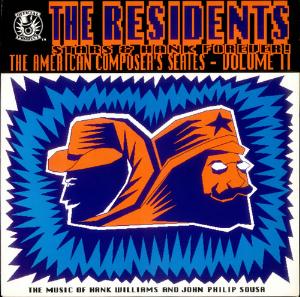 THE RESIDENTS
STARS & HANK FOREVER!
THE AMERICAN COMPOSER'S SERIES - VOLUME II
THE MUSIC OF HANK WILLIAMS AND JOHN PHILIP SOUSA